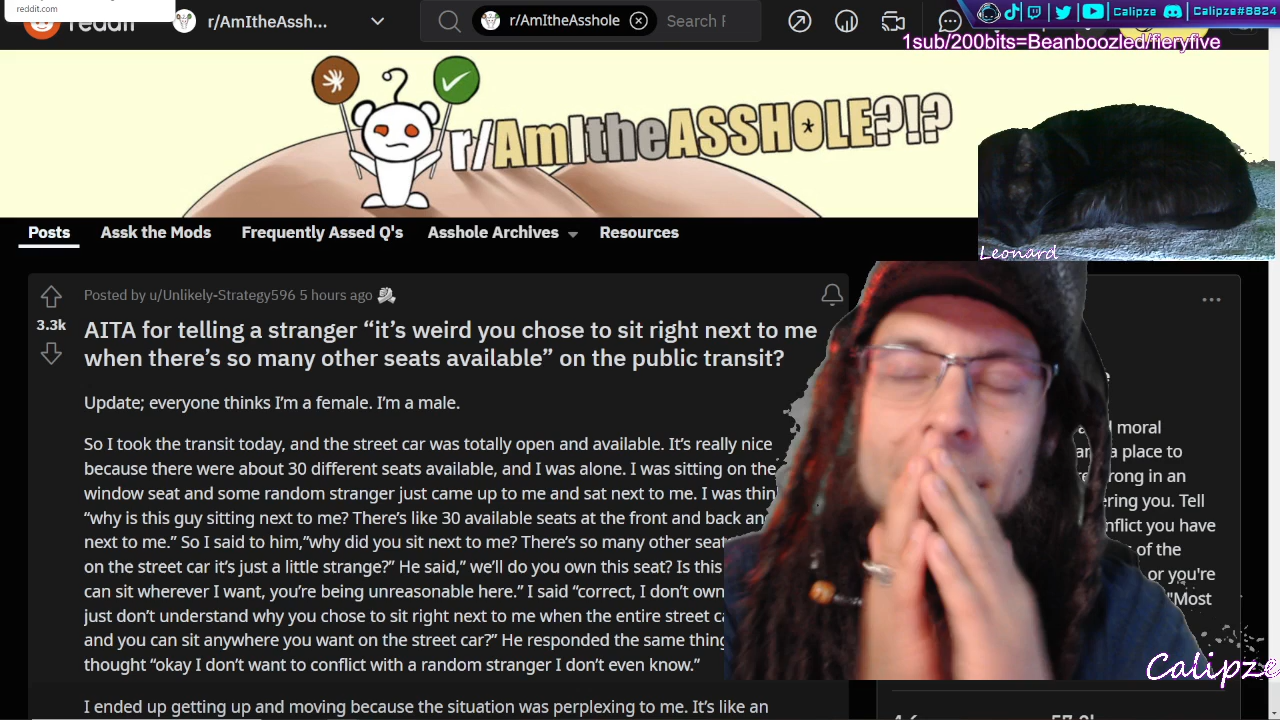 reddit.com
reddit
r/AmItheAssh...
r/AmItheAsshole
Search
Calipze
Calipze#8824
1sub/200bits=Beanboozled/fieryfive
r/AmItheASSHOLE?!?
Posts
Assk the Mods
Frequently Assed Q's
Asshole Archives
Resources
Leonard
Posted by u/Unlikely-Strategy596 5 hours ago
3.3k
AITA for telling a stranger “it’s weird you chose to sit right next to me
when there’s so many other seats available” on the public transit?
Update; everyone thinks I’m a female. I’m a male.
So I took the transit today, and the street car was totally open and available. It’s really nice
because there were about 30 different seats available, and I was alone. I was sitting on the
window seat and some random stranger just came up to me and sat next to me. I was
“why is this guy sitting next to me? There’s like 30 available seats at the front and back
next to me.” So I said to him,”why did you sit next to me? There’s so many other
on the street car it’s just a little strange?” He said,” we’ll do you own this seat? Is this
can sit wherever I want, you’re being unreasonable here.” I said “correct, I don’t own
just don’t understand why you chose to sit right next to me when the entire street
and you can sit anywhere you want on the street car?” He responded the same thing
thought “okay I don’t want to conflict with a random stranger I don’t even know.”
I ended up getting up and moving because the situation was perplexing to me. It’s like an
moral
a place to
in an
you. Tell
you have
of the
or you're
"Most
Calipze